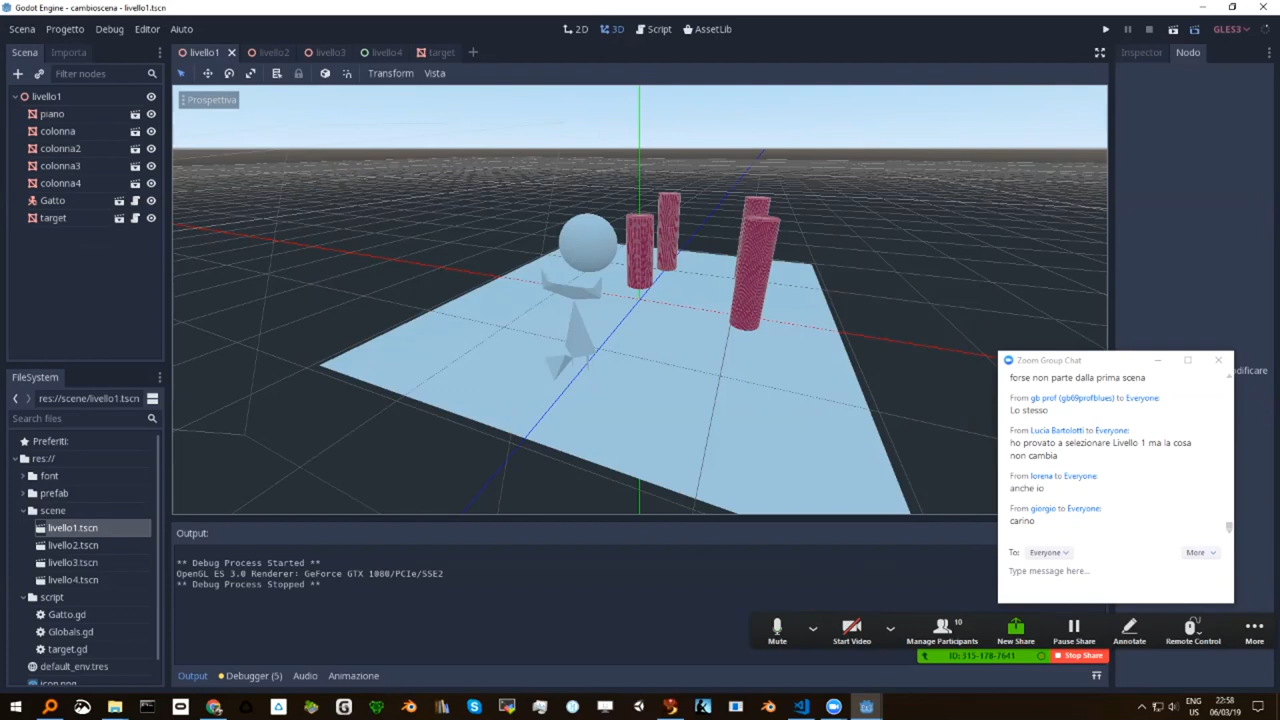 Godot Engine - cambioscena - livello1.tscn
Scena Progetto Debug Editor Aiuto
2D 3D Script AssetLib
GLES3
Scena Importa
livello1 livello2 livello3 livello4 target
Inspector Nodo
Filter nodes
Transform Vista
livello1
Prospettiva
piano
colonna
colonna2
colonna3
colonna4
Gatto
target
FileSystem
res://scene/livello1.tscn
Search files
Preferiti:
res://
font
prefab
scene
livello1.tscn
livello2.tscn
livello3.tscn
livello4.tscn
script
Gatto.gd
Globals.gd
target.gd
default_env.tres
icon.png
Output:
** Debug Process Started **
OpenGL ES 3.0 Renderer: GeForce GTX 1080/PCIe/SSE2
** Debug Process Stopped **
Output Debugger (5) Audio Animazione
odificare
Zoom Group Chat
forse non parte dalla prima scena
From gb prof (gb69profblues) to Everyone:
Lo stesso
From Lucia Bartolotti to Everyone:
ho provato a selezionare Livello 1 ma la cosa
non cambia
From lorena to Everyone:
anche io
From giorgio to Everyone:
carino
To: Everyone More
Type message here...
10
Mute Start Video Manage Participants New Share Pause Share Annotate Remote Control More
ID: 315-178-7641 Stop Share
ENG 22:58
US 06/03/19